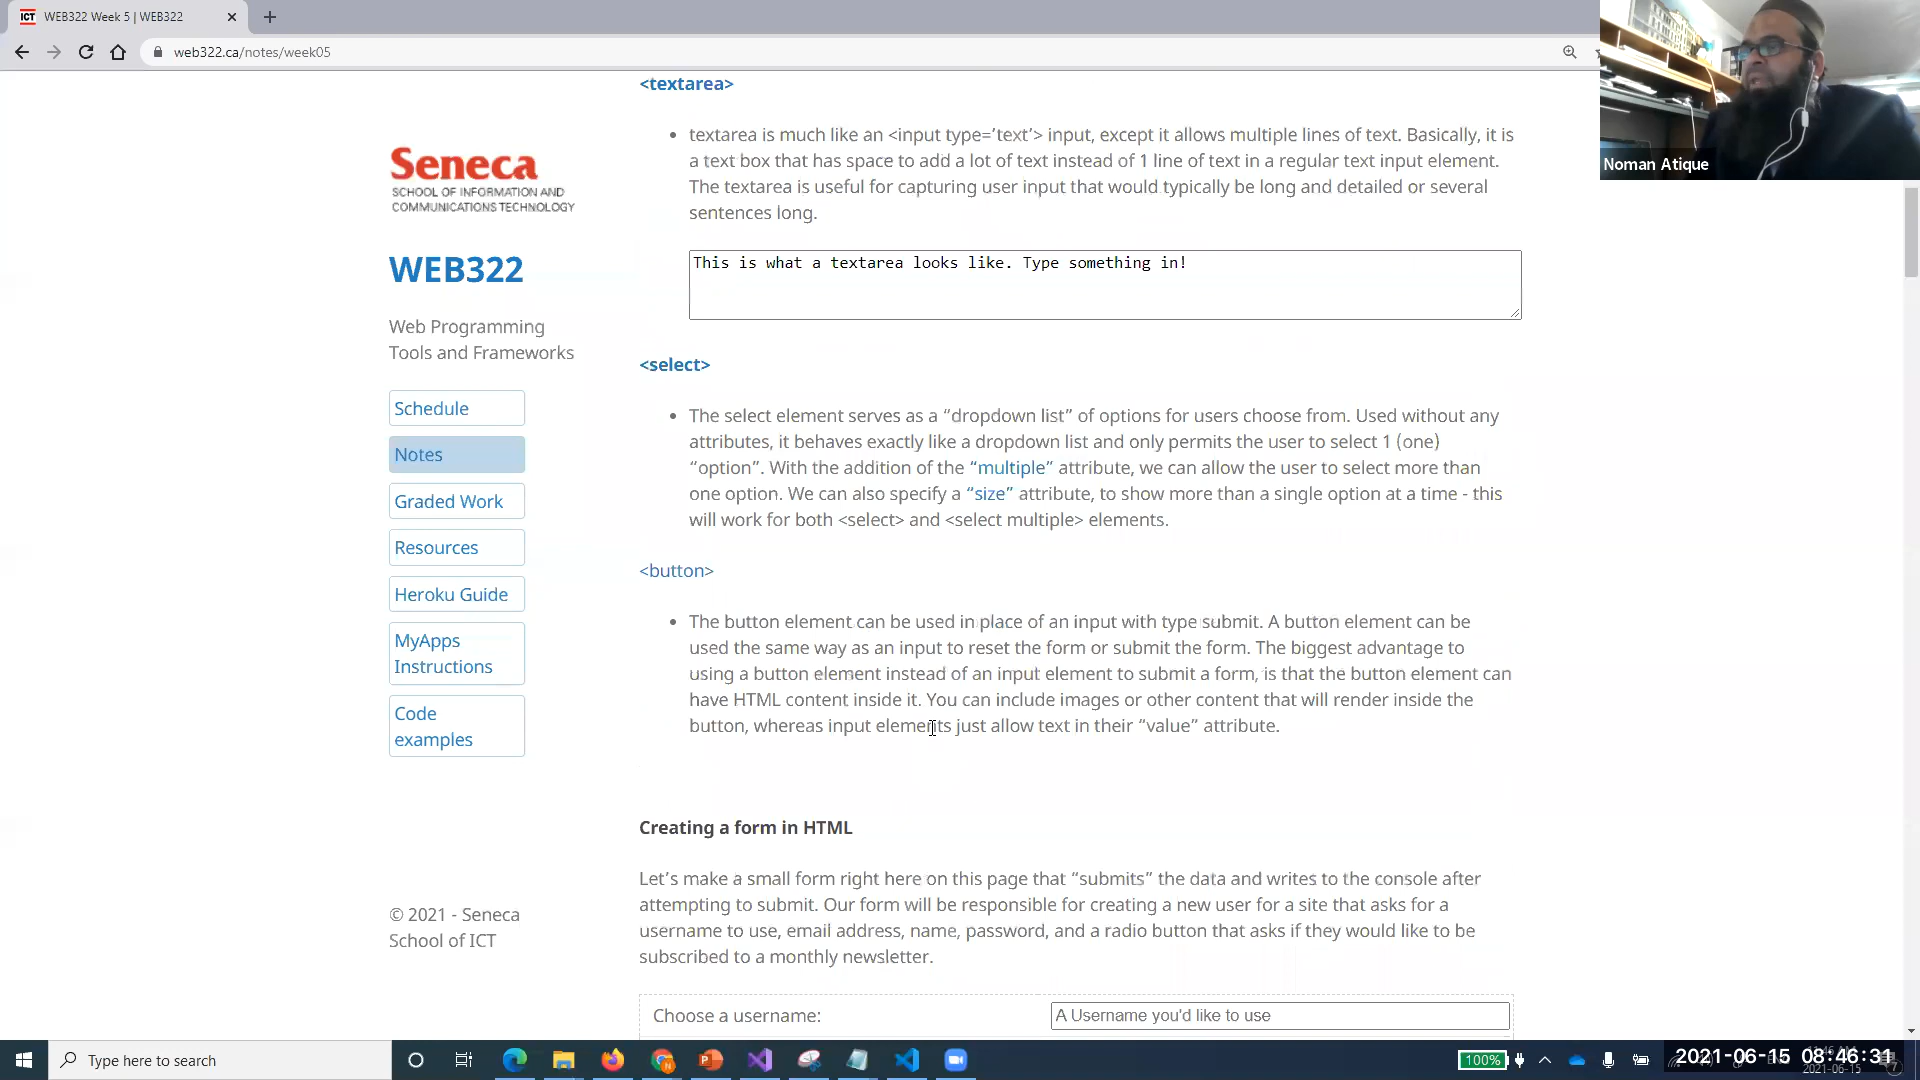 WEB322 Week 5 | WEB322
web322.ca/notes/week05
Noman Atique
Seneca
SCHOOL OF INFORMATION AND
COMMUNICATIONS TECHNOLOGY
WEB322
Web Programming
Tools and Frameworks
Schedule
Notes
Graded Work
Resources
Heroku Guide
MyApps
Instructions
Code
examples
© 2021 - Seneca
School of ICT
<textarea>
• textarea is much like an <input type=’text’> input, except it allows multiple lines of text. Basically, it is
a text box that has space to add a lot of text instead of 1 line of text in a regular text input element.
The textarea is useful for capturing user input that would typically be long and detailed or several
sentences long.
This is what a textarea looks like. Type something in!
<select>
• The select element serves as a “dropdown list” of options for users choose from. Used without any
attributes, it behaves exactly like a dropdown list and only permits the user to select 1 (one)
“option”. With the addition of the “multiple” attribute, we can allow the user to select more than
one option. We can also specify a “size” attribute, to show more than a single option at a time - this
will work for both <select> and <select multiple> elements.
<button>
• The button element can be used in place of an input with type submit. A button element can be
used the same way as an input to reset the form or submit the form. The biggest advantage to
using a button element instead of an input element to submit a form, is that the button element can
have HTML content inside it. You can include images or other content that will render inside the
button, whereas input elements just allow text in their “value” attribute.
Creating a form in HTML
Let’s make a small form right here on this page that “submits” the data and writes to the console after
attempting to submit. Our form will be responsible for creating a new user for a site that asks for a
username to use, email address, name, password, and a radio button that asks if they would like to be
subscribed to a monthly newsletter.
Choose a username:
A Username you'd like to use
Type here to search
100%
2021-06-15 08:46:31
2021-06-15